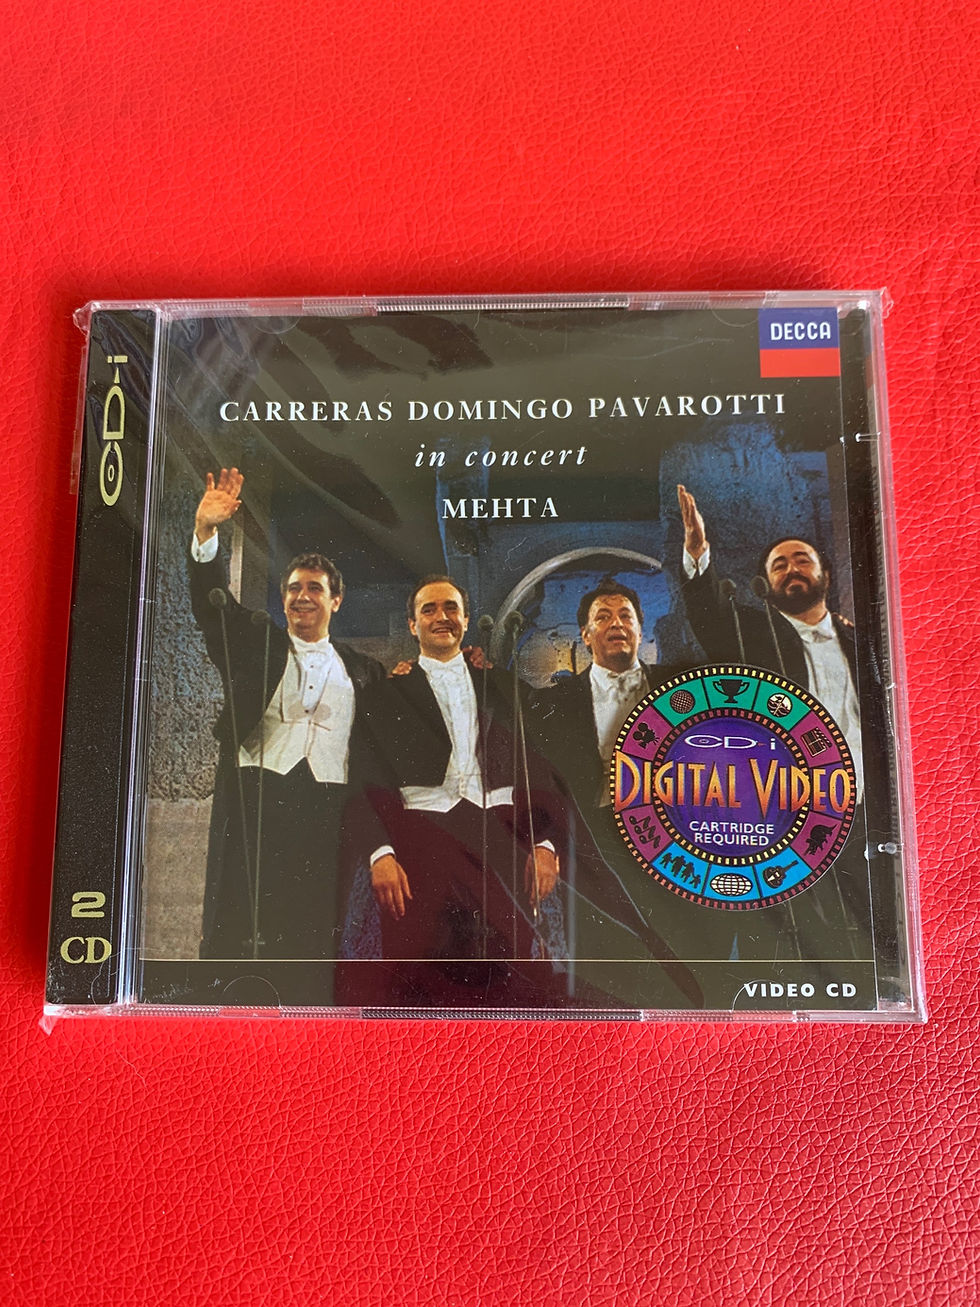 DECCA
CARRERAS DOMINGO PAVAROTTI
in concert
MEHTA
CD-i
CD-i
DIGITAL VIDEO
CARTRIDGE
REQUIRED
2
CD
VIDEO CD